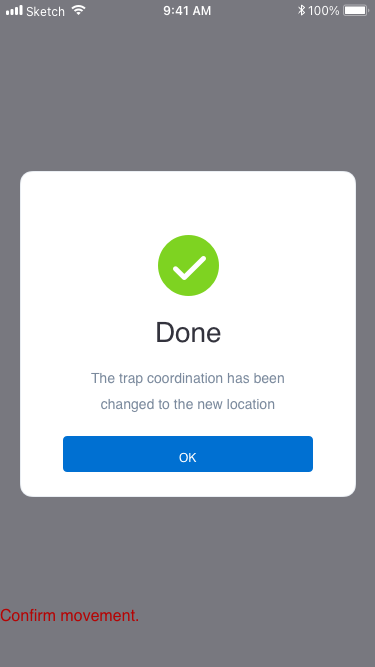 Sketch 9:41 AM 100%
Done
The trap coordination has been
changed to the new location
OK
Confirm movement.